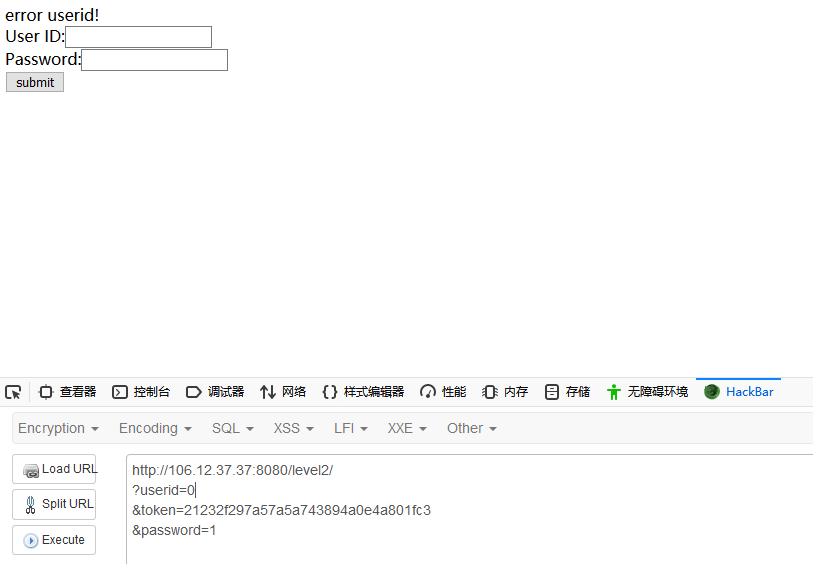 error userid!
User ID:
Password:
submit
查看器 控制台 调试器 网络 样式编辑器 性能 内存 存储 无障碍环境 HackBar
Encryption Encoding SQL XSS LFI XXE Other
Load URL
Split URL
Execute
http://106.12.37.37:8080/level2/
?userid=0
&token=21232f297a57a5a743894a0e4a801fc3
&password=1